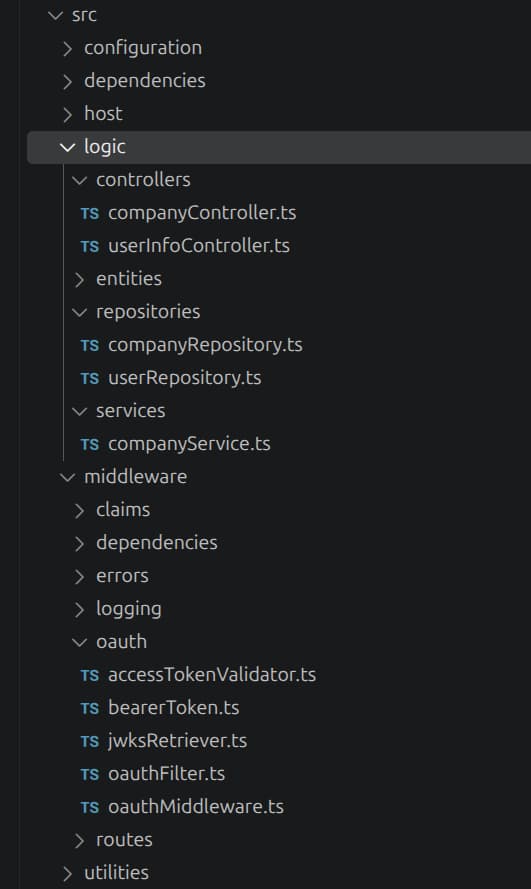 src
configuration
dependencies
host
logic
controllers
TS companyController.ts
TS userInfoController.ts
entities
repositories
TS companyRepository.ts
TS userRepository.ts
services
TS companyService.ts
middleware
claims
dependencies
errors
logging
oauth
TS accessTokenValidator.ts
TS bearerToken.ts
TS jwksRetriever.ts
TS oauthFilter.ts
TS oauthMiddleware.ts
routes
utilities